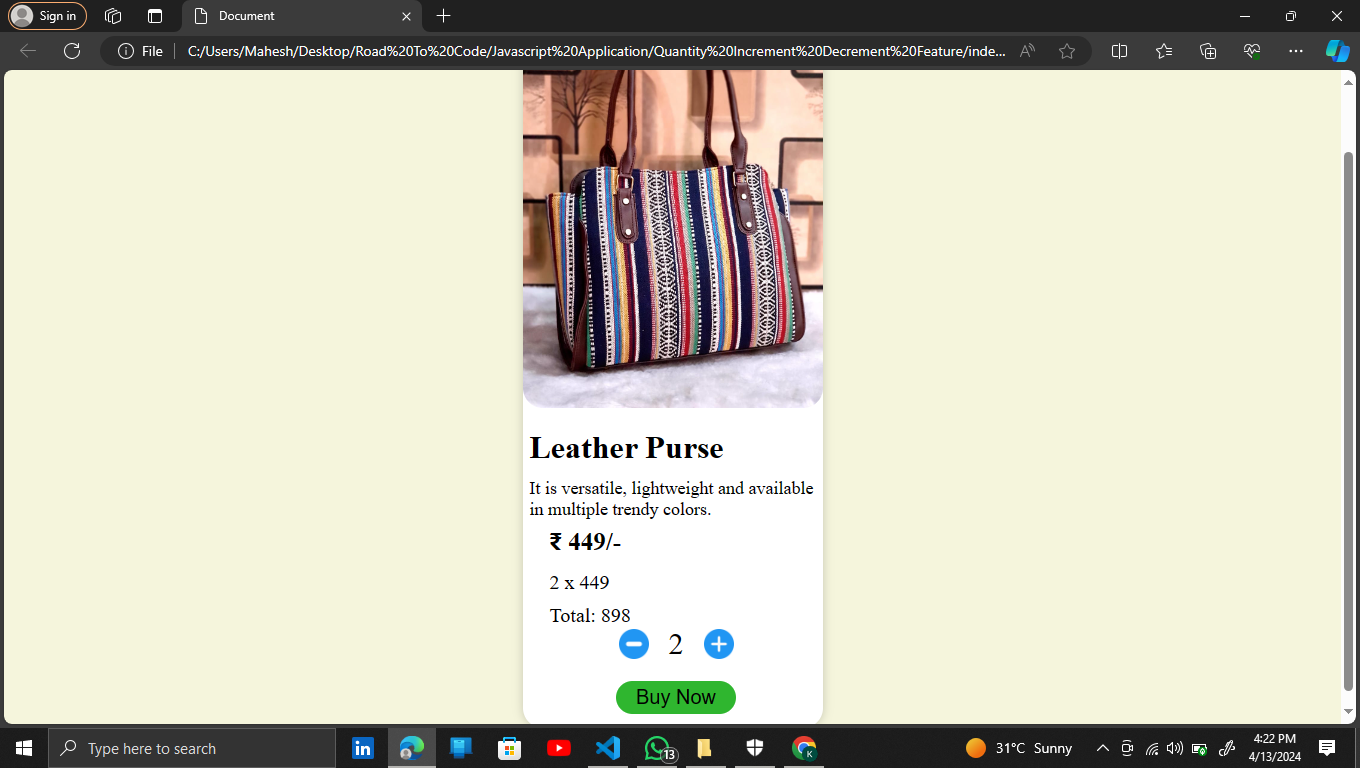 Sign in
Document
File
C:/Users/Mahesh/Desktop/Road%20To%20Code/Javascript%20Application/Quantity%20Increment%20Decrement%20Feature/inde...
Leather Purse
It is versatile, lightweight and available
in multiple trendy colors.
₹ 449/-
2 x 449
Total: 898
2
Buy Now
Type here to search
in
13
K
31°C Sunny
4:22 PM
4/13/2024